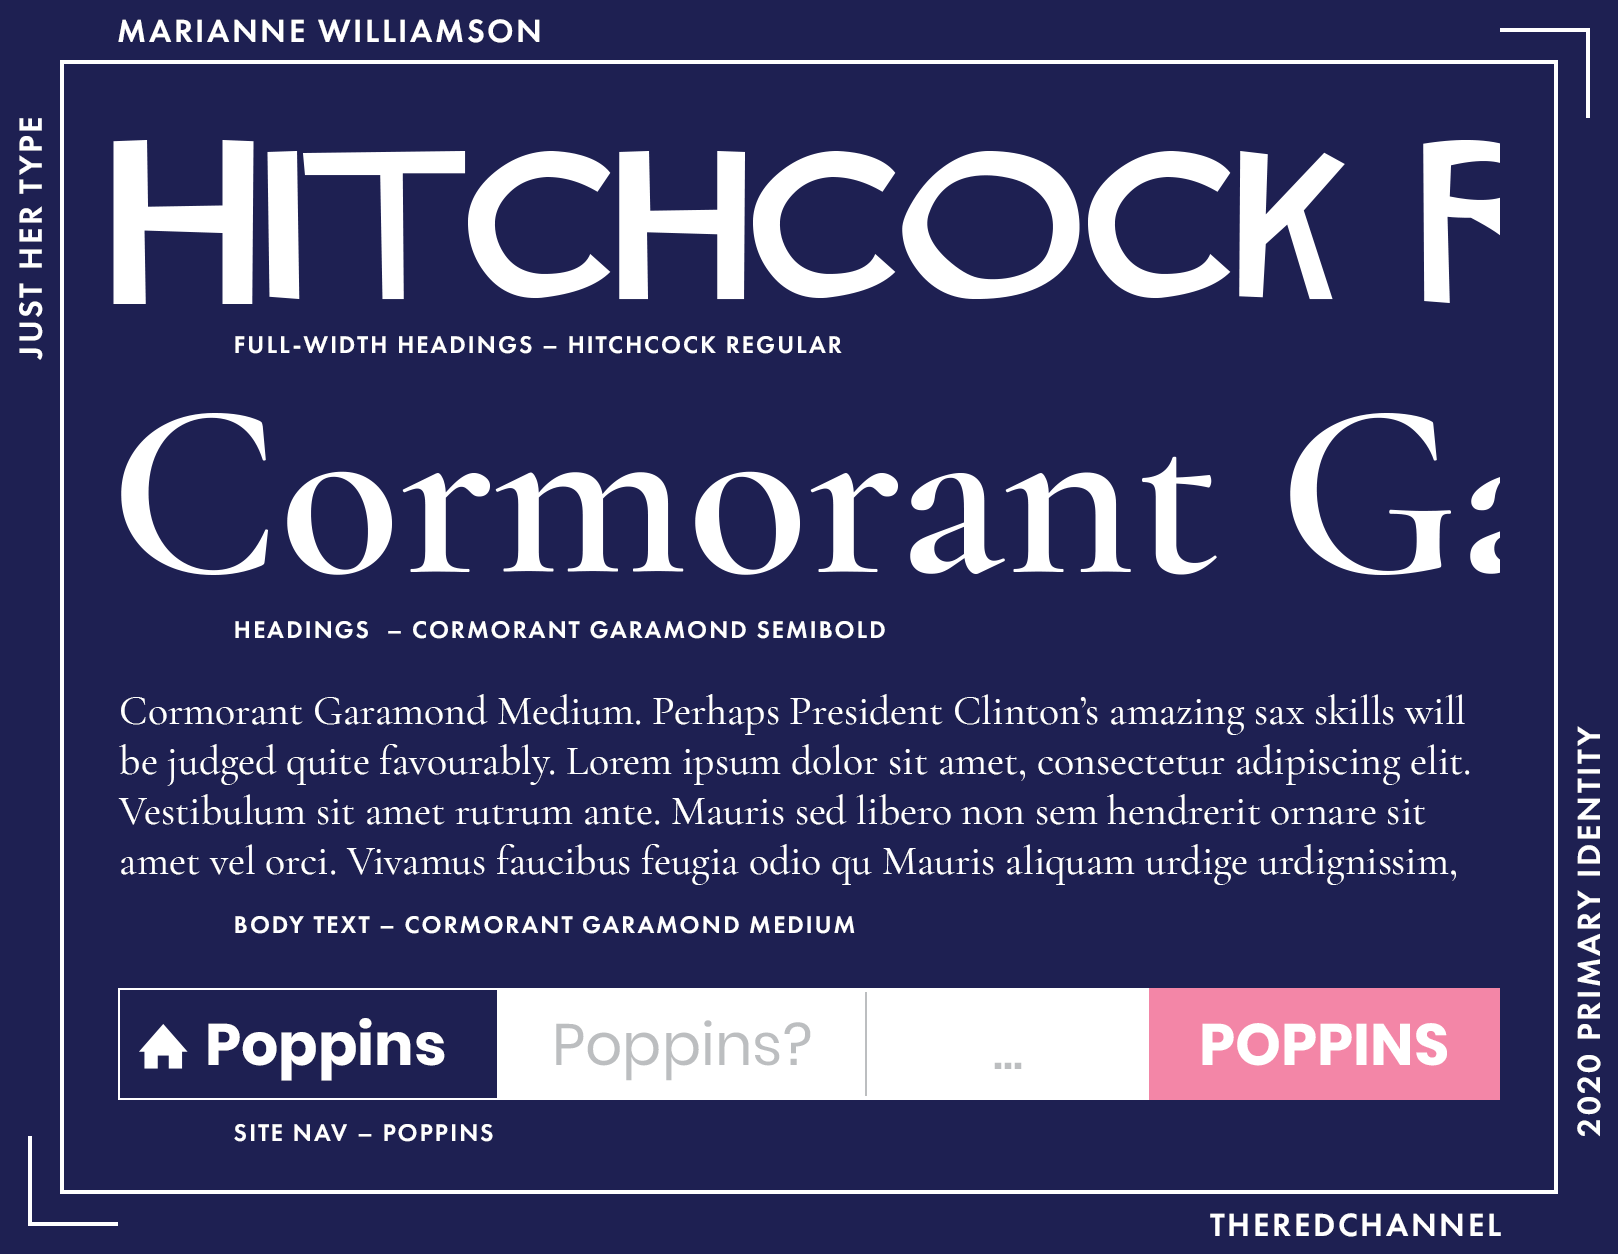 MARIANNE WILLIAMSON
JUST HER TYPE
HITCHCOCK R
FULL-WIDTH HEADINGS – HITCHCOCK REGULAR
Cormorant Ga
HEADINGS – CORMORANT GARAMOND SEMIBOLD
Cormorant Garamond Medium. Perhaps President Clinton’s amazing sax skills will
be judged quite favourably. Lorem ipsum dolor sit amet, consectetur adipiscing elit.
Vestibulum sit amet rutrum ante. Mauris sed libero non sem hendrerit ornare sit
amet vel orci. Vivamus faucibus feugia odio qu Mauris aliquam urdige urdignissim,
BODY TEXT – CORMORANT GARAMOND MEDIUM
Poppins Poppins? ... POPPINS
SITE NAV – POPPINS
2020 PRIMARY IDENTITY
THEREDCHANNEL